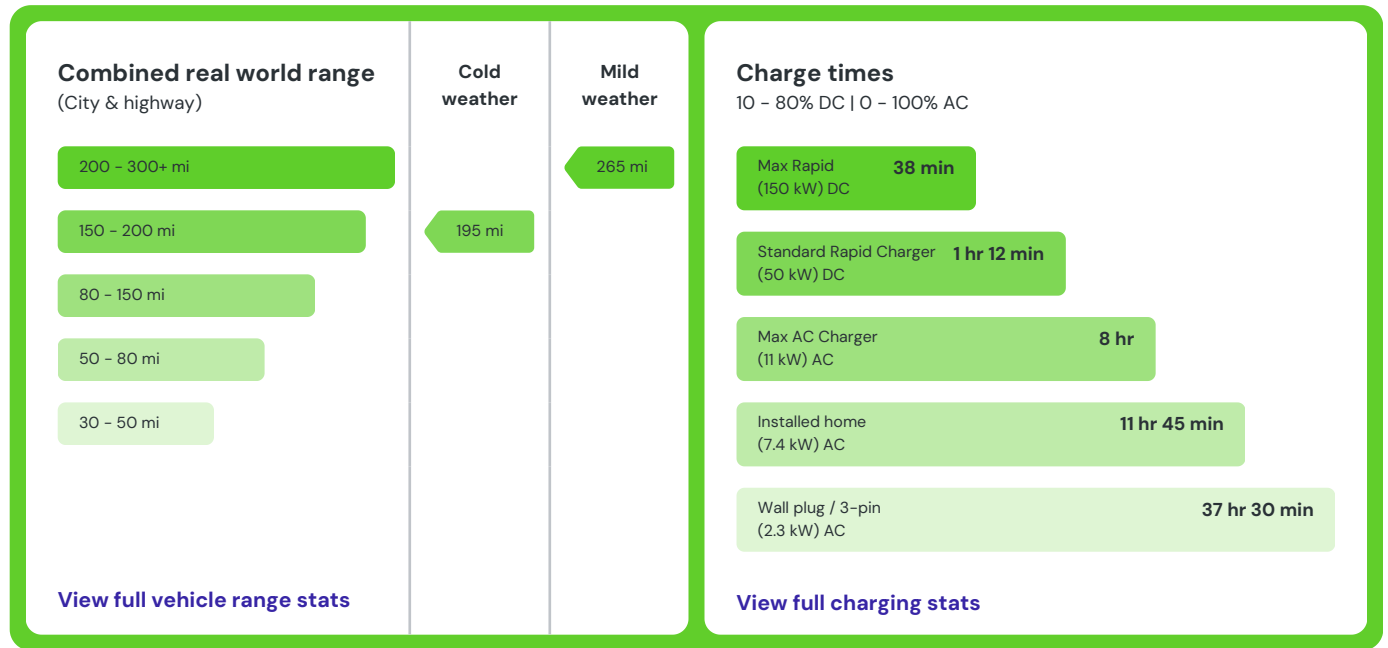 Combined real world range
(City & highway)
Cold
weather
Mild
weather
200 - 300+ mi
265 mi
150 - 200 mi
195 mi
80 - 150 mi
50 - 80 mi
30 - 50 mi
View full vehicle range stats
Charge times
10 - 80% DC | 0 - 100% AC
Max Rapid
(150 kW) DC
38 min
Standard Rapid Charger
(50 kW) DC
1 hr 12 min
Max AC Charger
(11 kW) AC
8 hr
Installed home
(7.4 kW) AC
11 hr 45 min
Wall plug / 3-pin
(2.3 kW) AC
37 hr 30 min
View full charging stats